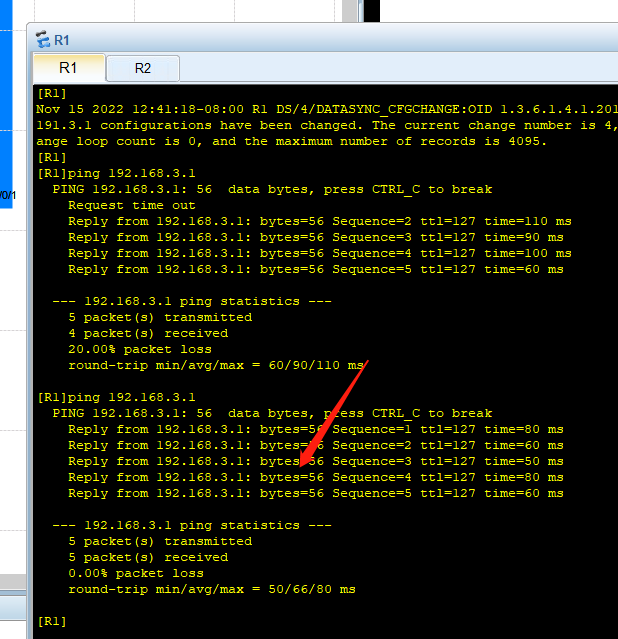 R1
R1 R2
[R1]
Nov 15 2022 12:41:18-08:00 R1 DS/4/DATASYNC_CFGCHANGE:OID 1.3.6.1.4.1.201
191.3.1 configurations have been changed. The current change number is 4,
ange loop count is 0, and the maximum number of records is 4095.
[R1]
/0/1
[R1]ping 192.168.3.1
PING 192.168.3.1: 56  data bytes, press CTRL_C to break
Request time out
Reply from 192.168.3.1: bytes=56 Sequence=2 ttl=127 time=110 ms
Reply from 192.168.3.1: bytes=56 Sequence=3 ttl=127 time=90 ms
Reply from 192.168.3.1: bytes=56 Sequence=4 ttl=127 time=100 ms
Reply from 192.168.3.1: bytes=56 Sequence=5 ttl=127 time=60 ms
--- 192.168.3.1 ping statistics ---
5 packet(s) transmitted
4 packet(s) received
20.00% packet loss
round-trip min/avg/max = 60/90/110 ms
[R1]ping 192.168.3.1
PING 192.168.3.1: 56  data bytes, press CTRL_C to break
Reply from 192.168.3.1: bytes=56 Sequence=1 ttl=127 time=80 ms
Reply from 192.168.3.1: bytes=56 Sequence=2 ttl=127 time=60 ms
Reply from 192.168.3.1: bytes=56 Sequence=3 ttl=127 time=50 ms
Reply from 192.168.3.1: bytes=56 Sequence=4 ttl=127 time=80 ms
Reply from 192.168.3.1: bytes=56 Sequence=5 ttl=127 time=60 ms
--- 192.168.3.1 ping statistics ---
5 packet(s) transmitted
5 packet(s) received
0.00% packet loss
round-trip min/avg/max = 50/66/80 ms
[R1]